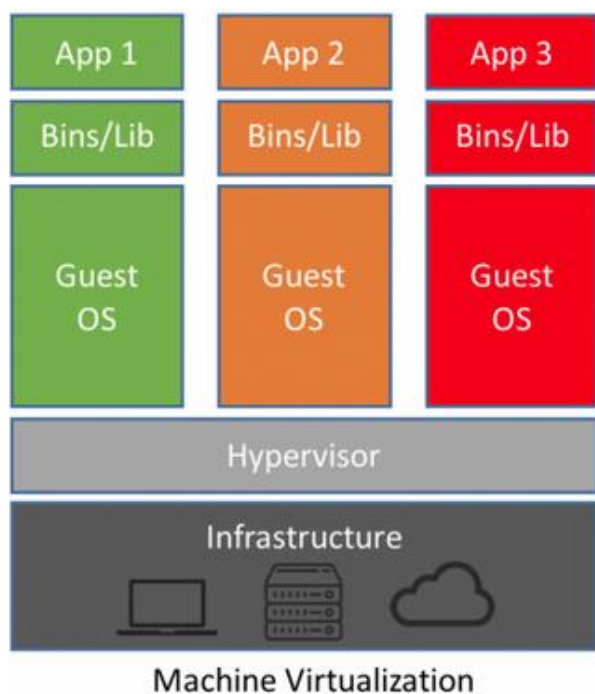 App 1
App 2
App 3
Bins/Lib
Bins/Lib
Bins/Lib
Guest
OS
Guest
OS
Guest
OS
Hypervisor
Infrastructure
Machine Virtualization